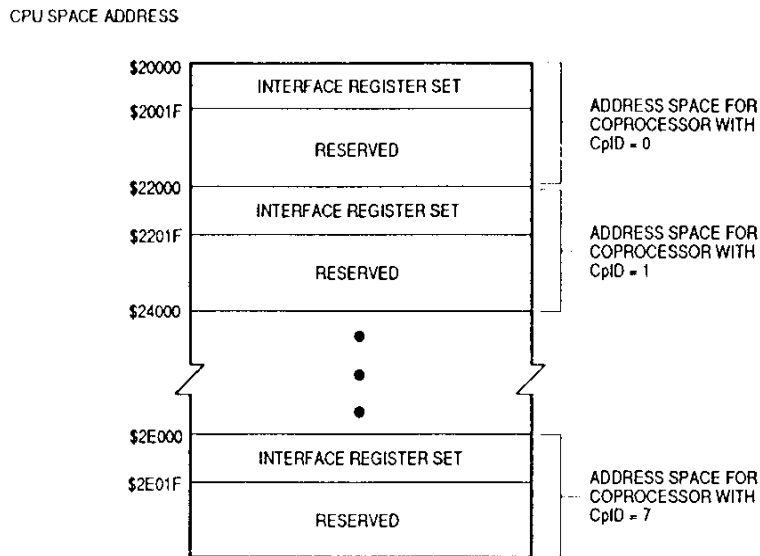 CPU SPACE ADDRESS
$20000
INTERFACE REGISTER SET
$2001F
RESERVED
ADDRESS SPACE FOR
COPROCESSOR WITH
CpID = 0
$22000
INTERFACE REGISTER SET
$2201F
RESERVED
ADDRESS SPACE FOR
COPROCESSOR WITH
CpID = 1
$24000
$2E000
INTERFACE REGISTER SET
$2E01F
RESERVED
ADDRESS SPACE FOR
COPROCESSOR WITH
CpID = 7